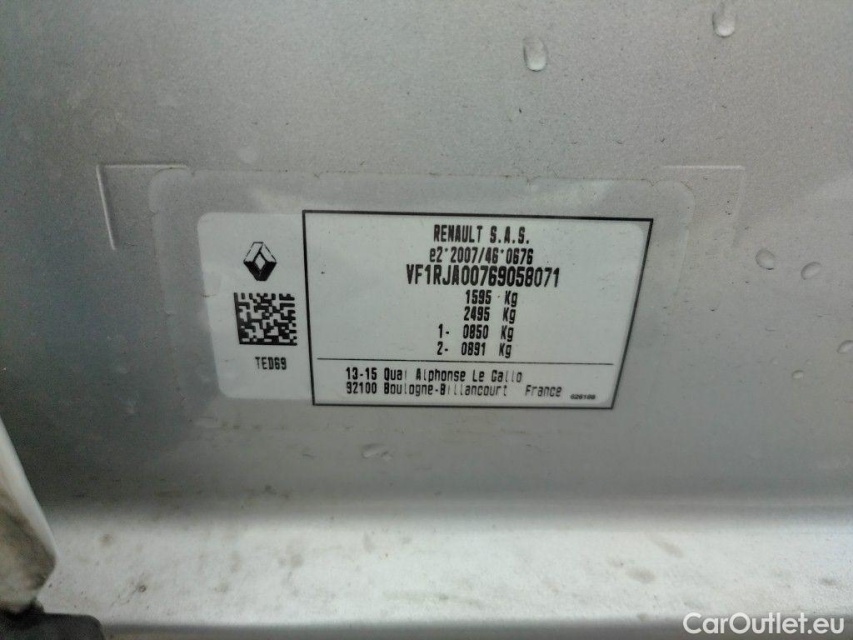 RENAULT S.A.S.
e2*2007/46*0676
VF1RJA00769058071
1595 Kg
2495 Kg
1- 0850 Kg
2- 0891 Kg
TED69
13-15 Quai Alphonse Le Gallo
92100 Boulogne-Billancourt France
CarOutlet.eu